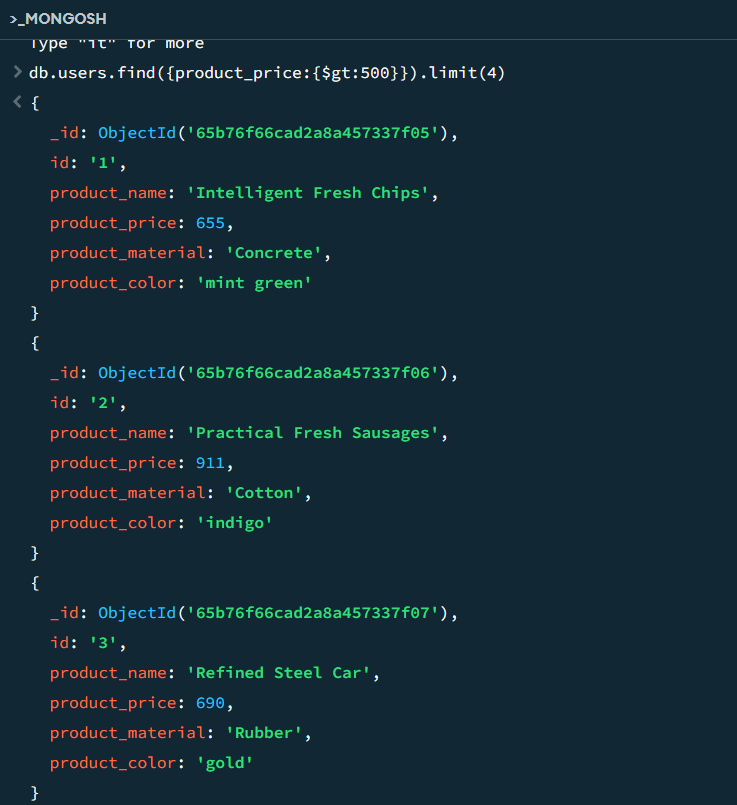 >_MONGOSH
Type "it" for more
> db.users.find({product_price:{$gt:500}}).limit(4)
< {
_id: ObjectId('65b76f66cad2a8a457337f05'),
id: '1',
product_name: 'Intelligent Fresh Chips',
product_price: 655,
product_material: 'Concrete',
product_color: 'mint green'
}
{
_id: ObjectId('65b76f66cad2a8a457337f06'),
id: '2',
product_name: 'Practical Fresh Sausages',
product_price: 911,
product_material: 'Cotton',
product_color: 'indigo'
}
{
_id: ObjectId('65b76f66cad2a8a457337f07'),
id: '3',
product_name: 'Refined Steel Car',
product_price: 690,
product_material: 'Rubber',
product_color: 'gold'
}